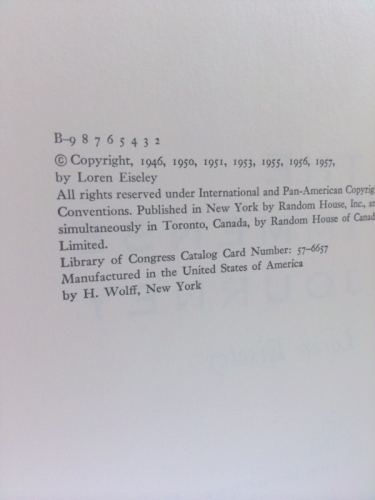 B–9 8 7 6 5 4 3 2
© Copyright, 1946, 1950, 1951, 1953, 1955, 1956, 1957,
by Loren Eiseley
All rights reserved under International and Pan-American Copyrig
Conventions. Published in New York by Random House, Inc., an
simultaneously in Toronto, Canada, by Random House of Canad
Limited.
Library of Congress Catalog Card Number: 57-6657
Manufactured in the United States of America
by H. Wolff, New York
JOURNEY
Loren Eiseley